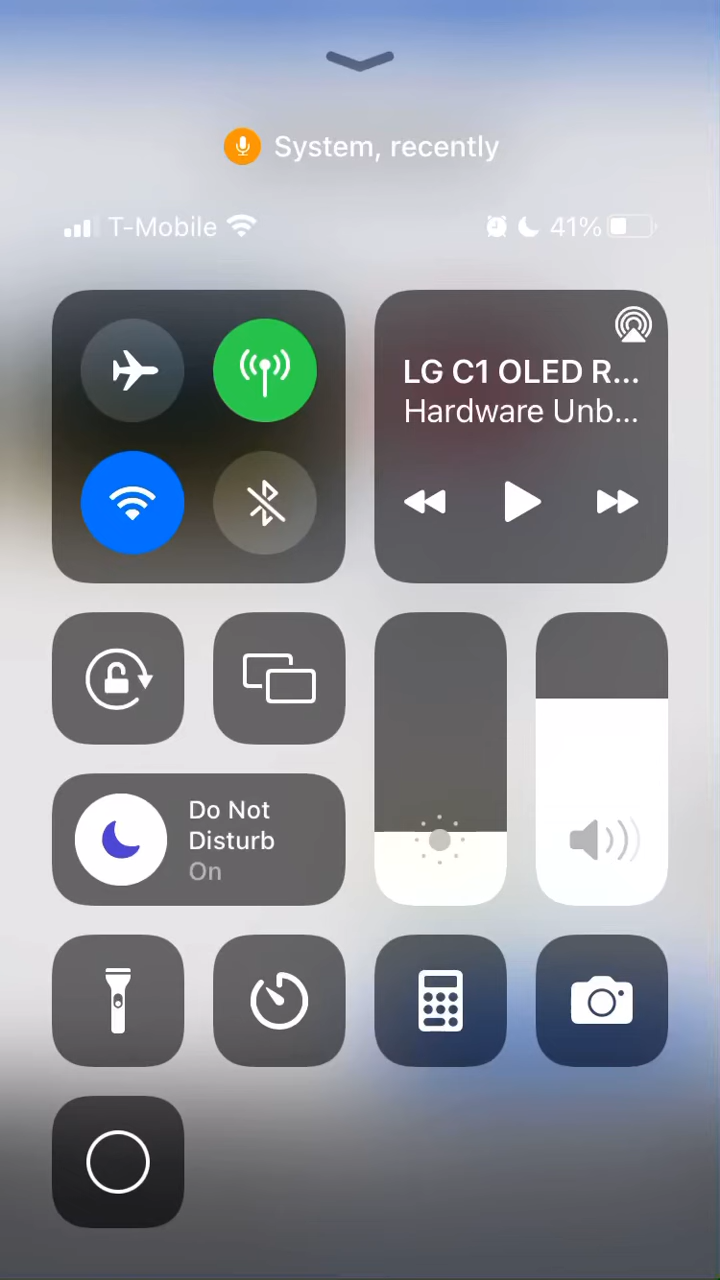 System, recently
T-Mobile 41%
LG C1 OLED R...
Hardware Unb...
Do Not
Disturb
On